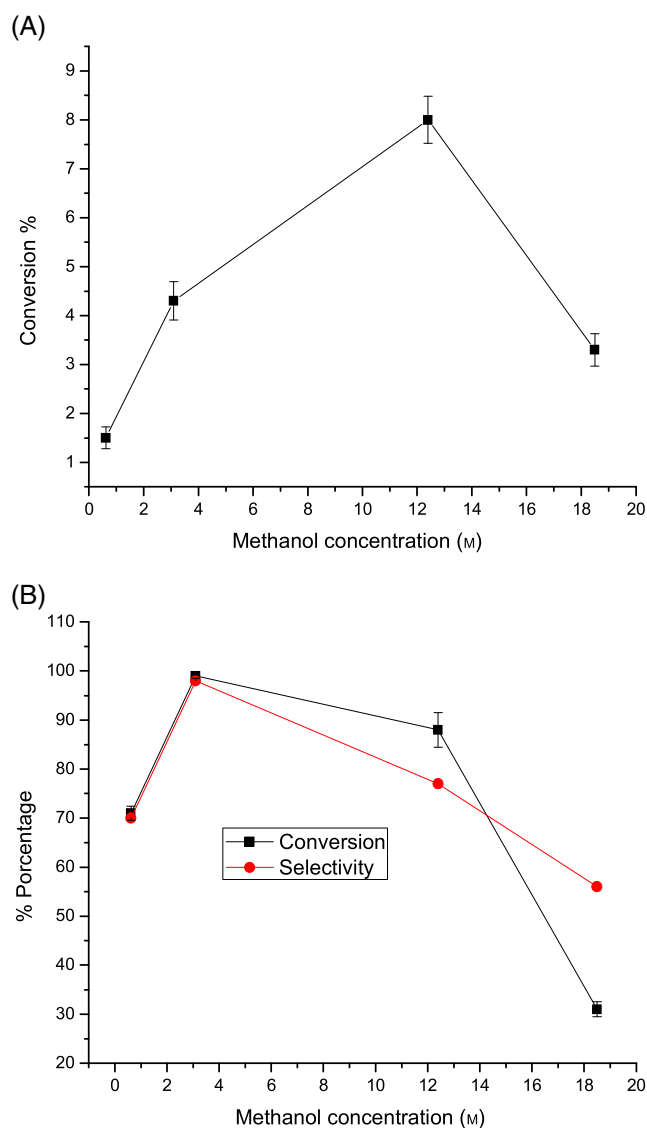 (A)
9
8
7
6
5
4
3
2
1
Conversion %
0 2 4 6 8 10 12 14 16 18 20
Methanol concentration (M)
(B)
110
100
90
80
70
60
50
40
30
20
% Porcentage
Conversion
Selectivity
0 2 4 6 8 10 12 14 16 18 20
Methanol concentration (M)